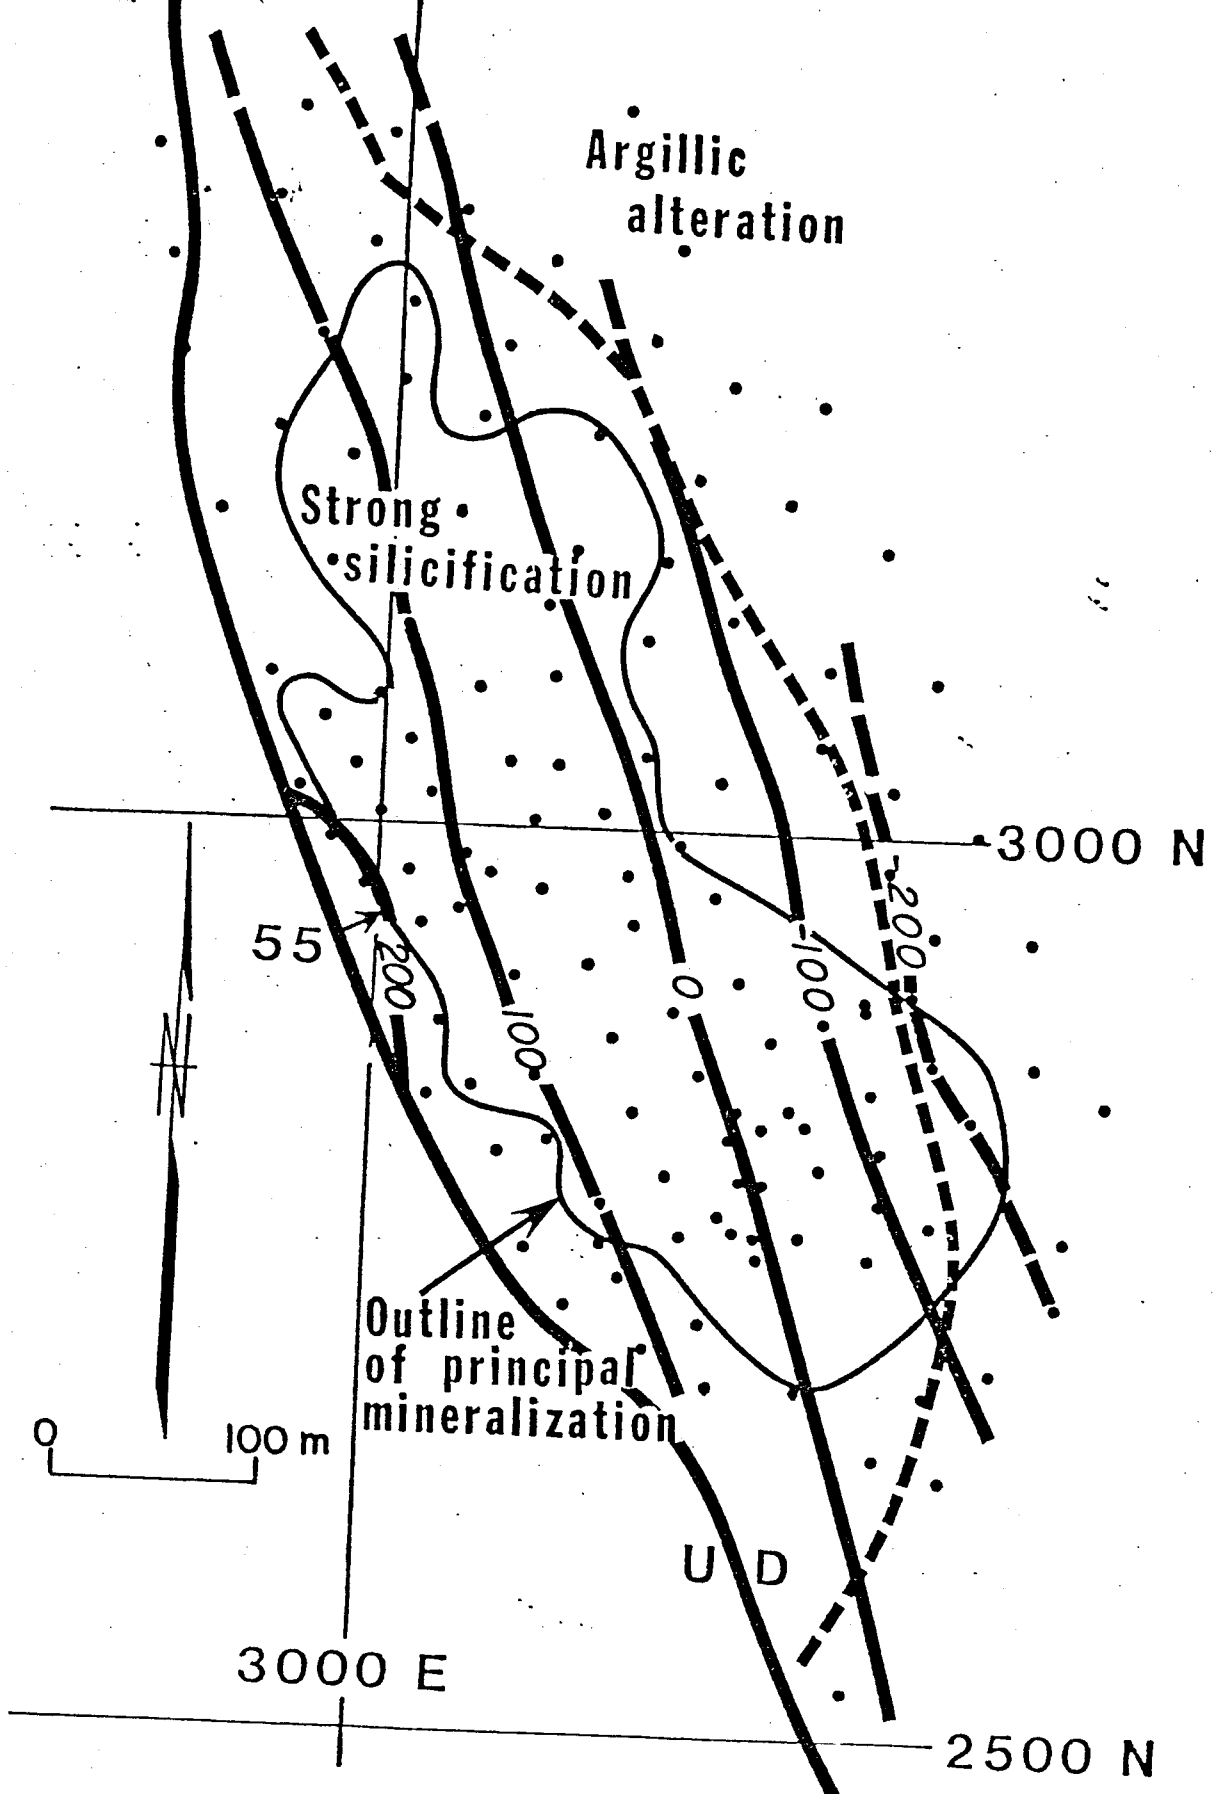 Argillic
alteration
Strong
silicification
3000 N
55
200
100
0
-100
-200
N
Outline
of principal
mineralization
0
100 m
U D
3000 E
2500 N